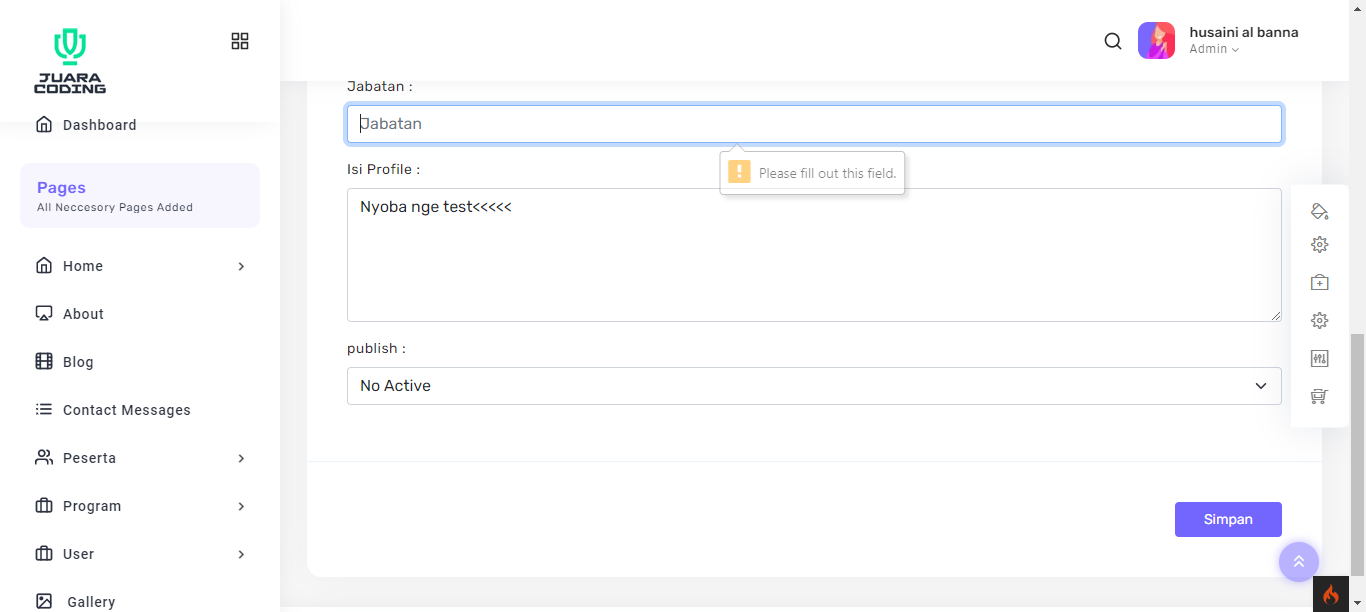 JUARA
CODING
husaini al banna
Admin
Dashboard
Pages
All Neccesory Pages Added
Home
About
Blog
Contact Messages
Peserta
Program
User
Gallery
Jabatan :
Jabatan
Please fill out this field.
Isi Profile :
Nyoba nge test<<<<<
publish :
No Active
Simpan